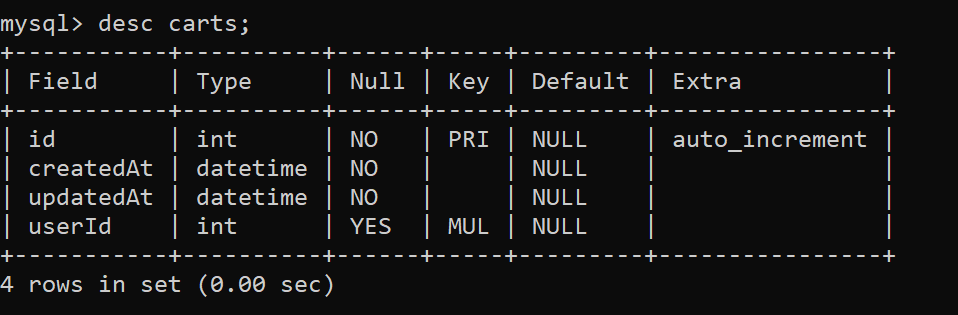 mysql> desc carts;
+-----------+----------+------+-----+---------+----------------+
| Field     | Type     | Null | Key | Default | Extra          |
+-----------+----------+------+-----+---------+----------------+
| id        | int      | NO   | PRI | NULL    | auto_increment |
| createdAt | datetime | NO   |     | NULL    |                |
| updatedAt | datetime | NO   |     | NULL    |                |
| userId    | int      | YES  | MUL | NULL    |                |
+-----------+----------+------+-----+---------+----------------+
4 rows in set (0.00 sec)